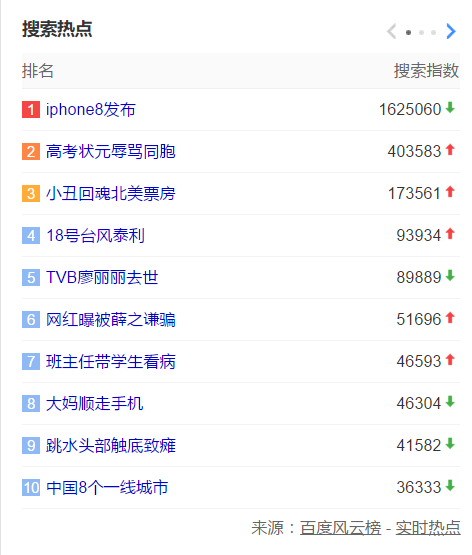 搜索热点
排名 搜索指数
1 iphone8发布 1625060
2 高考状元辱骂同胞 403583
3 小丑回魂北美票房 173561
4 18号台风泰利 93934
5 TVB廖丽丽去世 89889
6 网红曝被薛之谦骗 51696
7 班主任带学生看病 46593
8 大妈顺走手机 46304
9 跳水头部触底致瘫 41582
10 中国8个一线城市 36333
来源：百度风云榜 - 实时热点